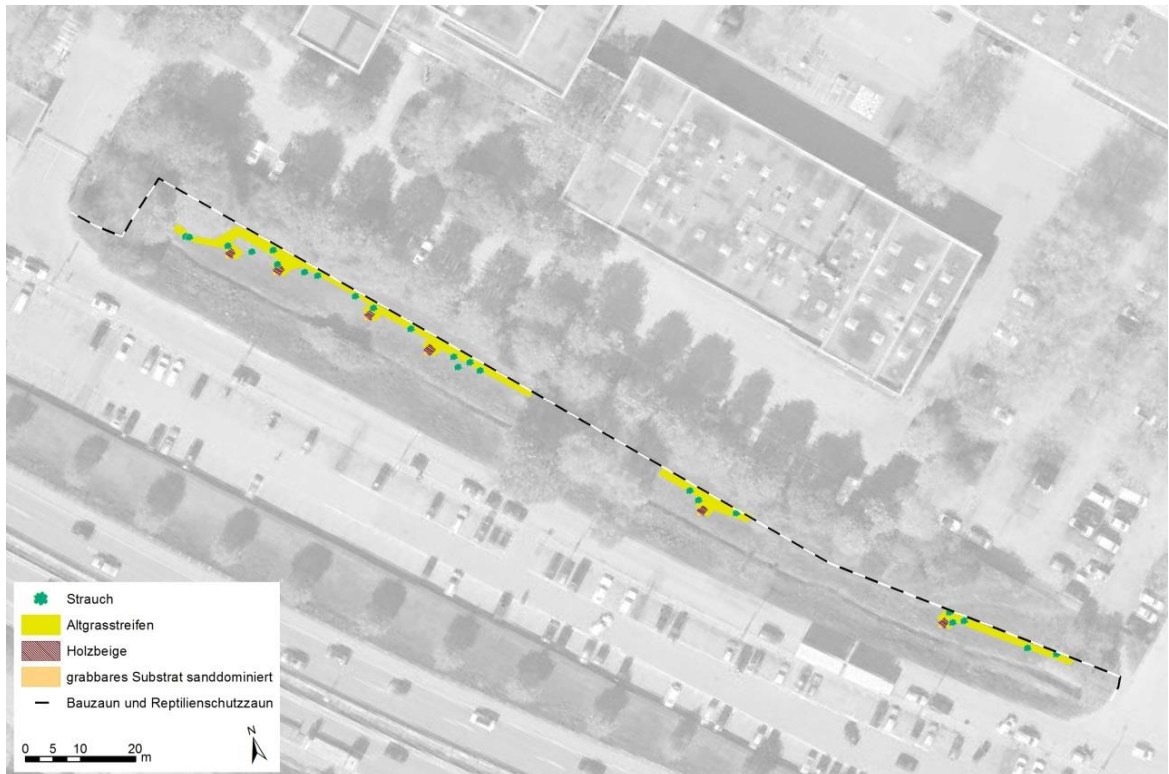 Strauch
Altgrasstreifen
Holzbeige
grabbares Substrat sanddominiert
Bauzaun und Reptilienschutzzaun
N
0 5 10 20
m